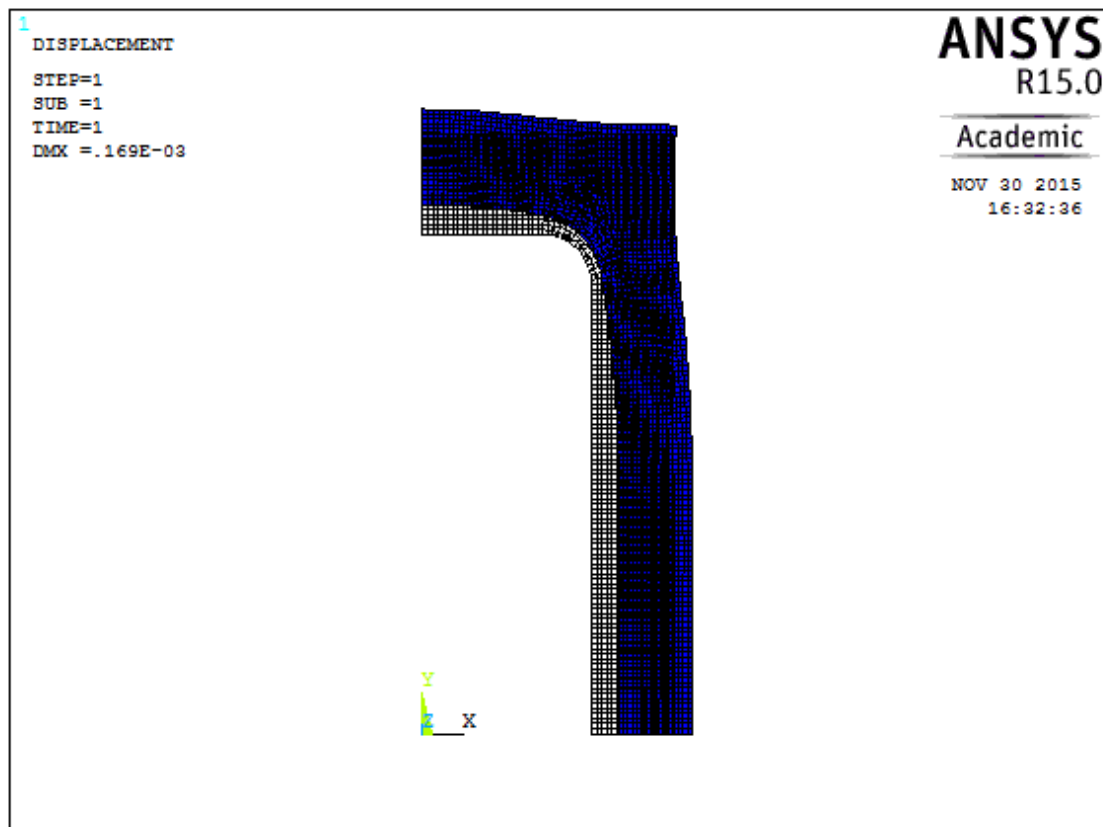 1
DISPLACEMENT
STEP=1
SUB =1
TIME=1
DMX =.169E-03
ANSYS
R15.0
Academic
NOV 30 2015
16:32:36
Y
Z X